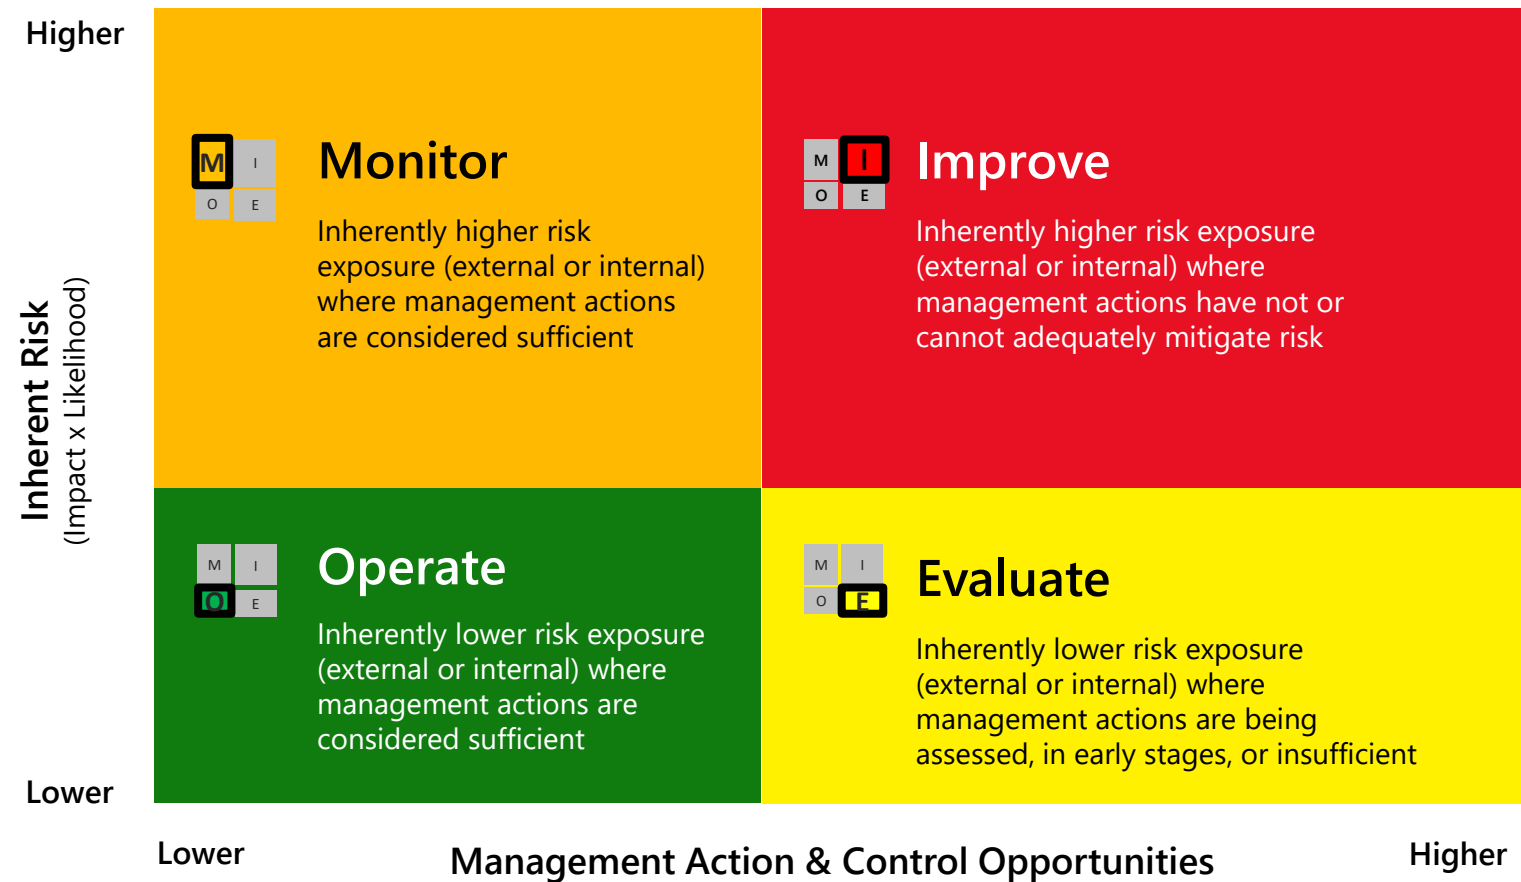 Higher
M I
O E
Monitor
Inherently higher risk
exposure (external or internal)
where management actions
are considered sufficient
M I
O E
Improve
Inherently higher risk exposure
(external or internal) where
management actions have not or
cannot adequately mitigate risk
Inherent Risk
(Impact x Likelihood)
M I
O E
Operate
Inherently lower risk exposure
(external or internal) where
management actions are
considered sufficient
M I
O E
Evaluate
Inherently lower risk exposure
(external or internal) where
management actions are being
assessed, in early stages, or insufficient
Lower
Lower
Management Action & Control Opportunities
Higher